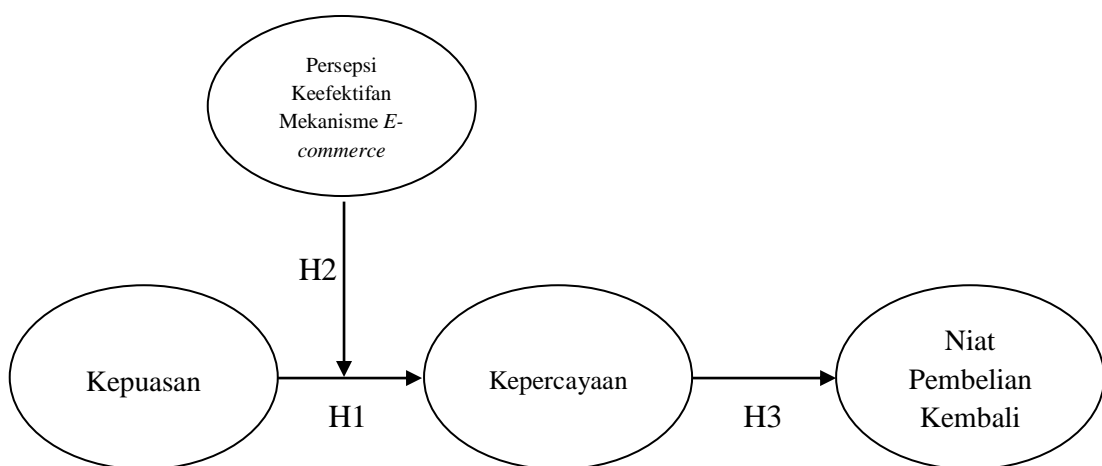 Persepsi
Keefektifan
Mekanisme E-
commerce
H2
Kepuasan
H1
Kepercayaan
H3
Niat
Pembelian
Kembali